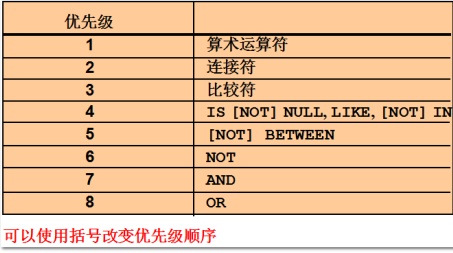 优先级
1 算术运算符
2 连接符
3 比较符
4 IS [NOT] NULL, LIKE, [NOT] IN
5 [NOT] BETWEEN
6 NOT
7 AND
8 OR
可以使用括号改变优先级顺序